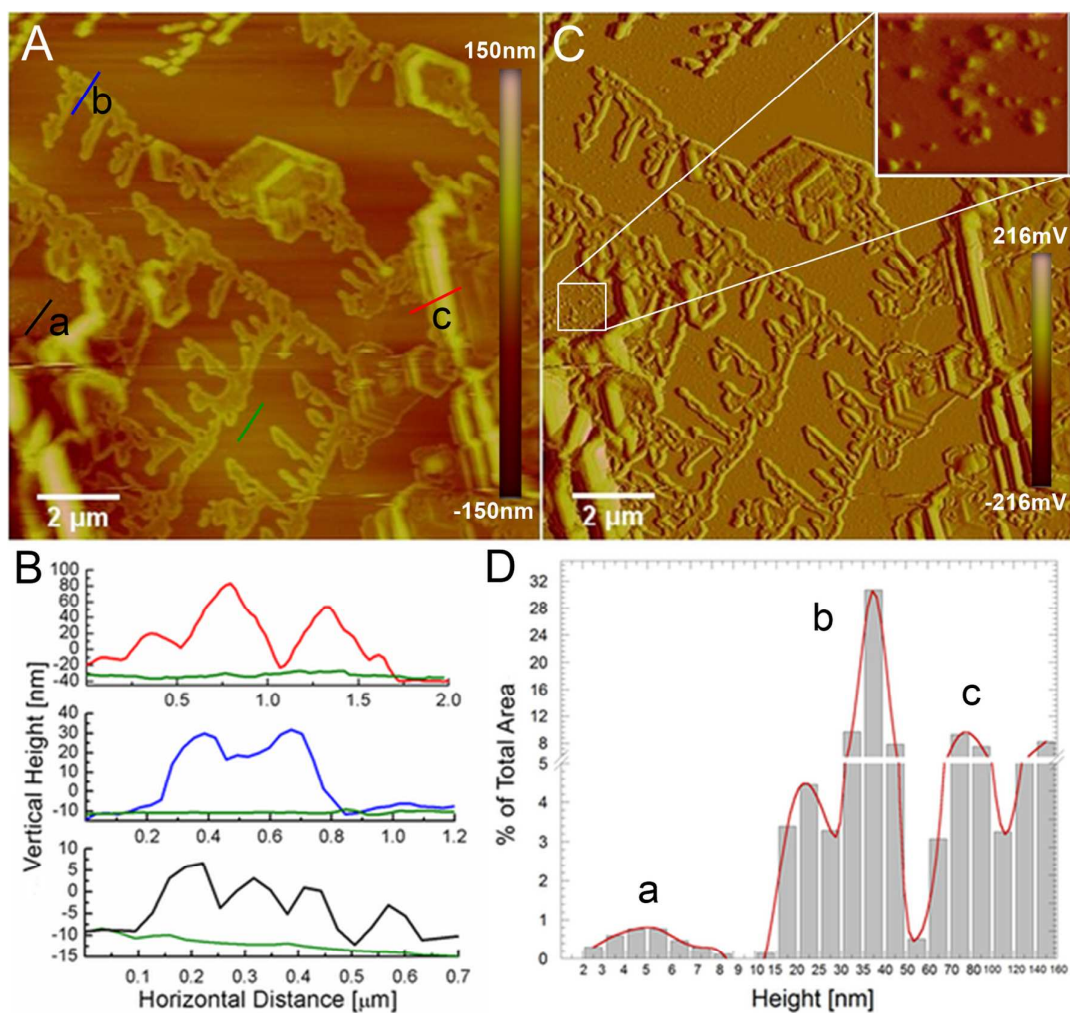 A
150nm
b
a
c
2 µm
-150nm
C
216mV
2 µm
-216mV
B
Vertical Height [nm]
100
80
60
40
20
0
-20
-40
0.5 1.0 1.5 2.0
40
30
20
10
0
-10
0.2 0.4 0.6 0.8 1.0 1.2
10
5
0
-5
-10
-15
0.1 0.2 0.3 0.4 0.5 0.6 0.7
Horizontal Distance [µm]
D
% of Total Area
32
28
24
20
16
12
8
5
4
3
2
1
0
b
c
a
2 3 4 5 6 7 8 9 10 15 20 25 30 35 40 50 60 70 80 100 120 140 160
Height [nm]